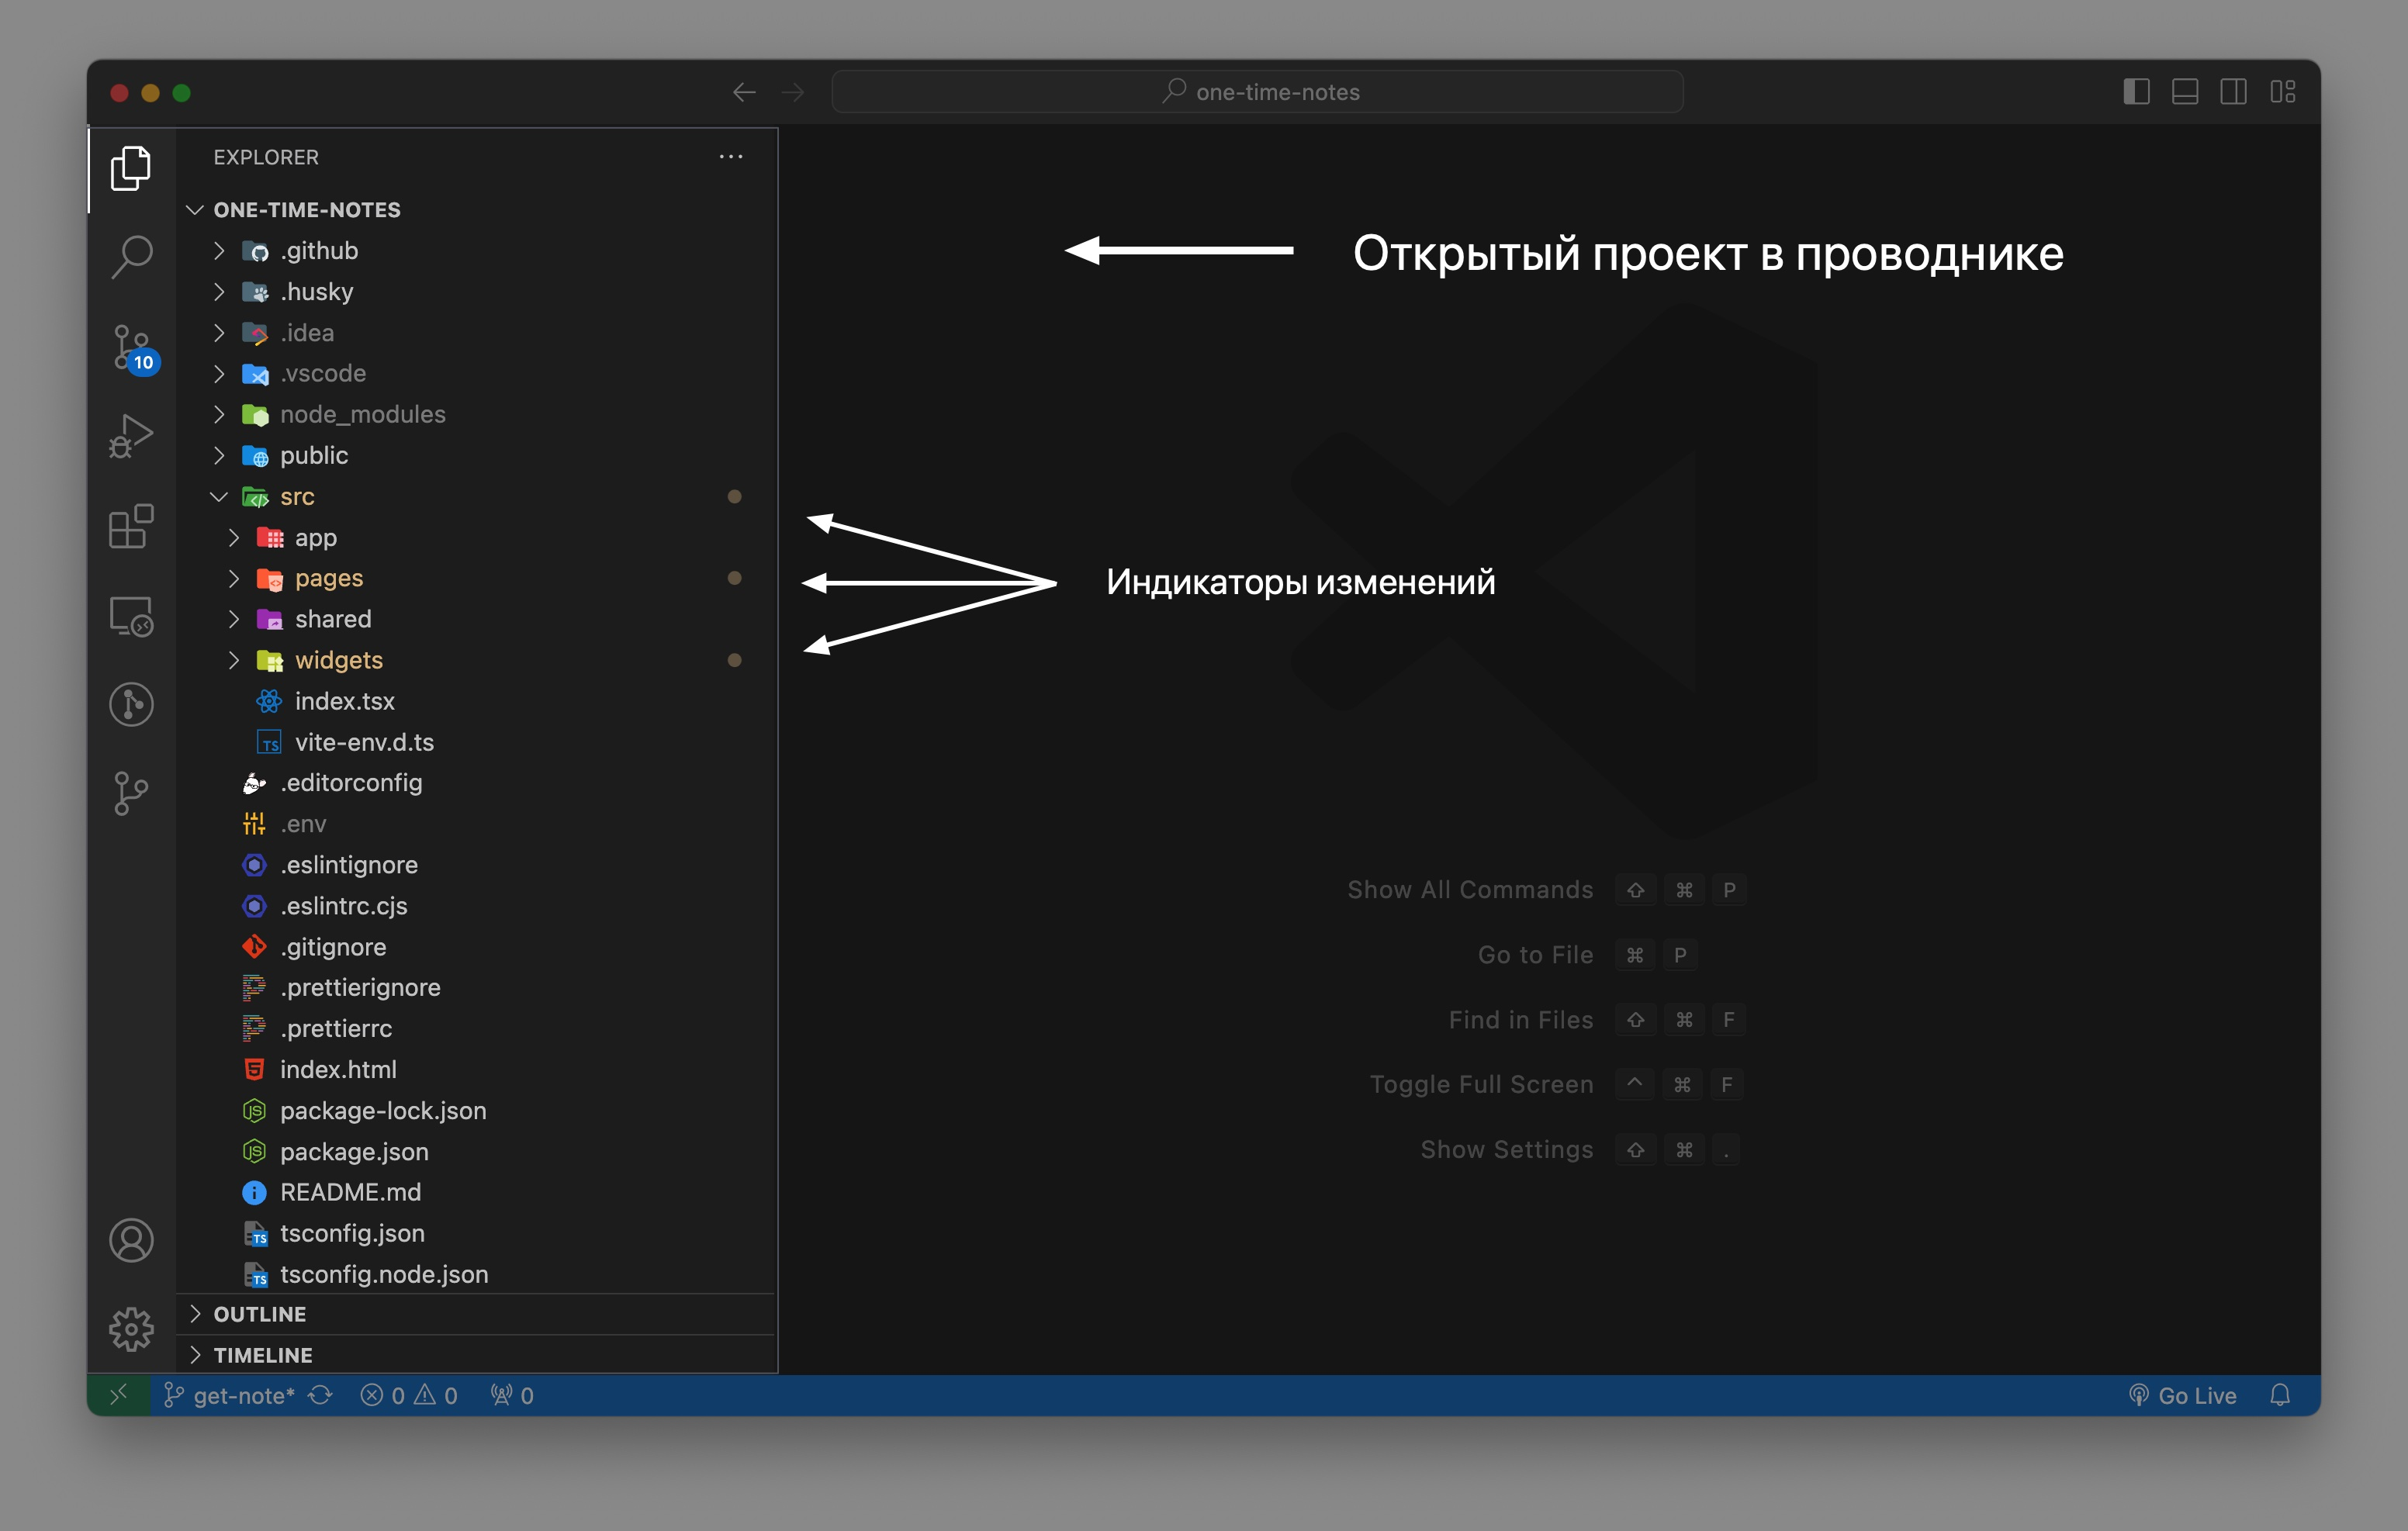 one-time-notes
EXPLORER
ONE-TIME-NOTES
.github
.husky
.idea
.vscode
node_modules
public
src
app
pages
shared
widgets
index.tsx
vite-env.d.ts
.editorconfig
.env
.eslintignore
.eslintrc.cjs
.gitignore
.prettierignore
.prettierrc
index.html
package-lock.json
package.json
README.md
tsconfig.json
tsconfig.node.json
OUTLINE
TIMELINE
10
Открытый проект в проводнике
Индикаторы изменений
Show All Commands ⇧ ⌘ P
Go to File ⌘ P
Find in Files ⇧ ⌘ F
Toggle Full Screen ^ ⌘ F
Show Settings ⇧ ⌘ .
get-note* 0 0 0 Go Live